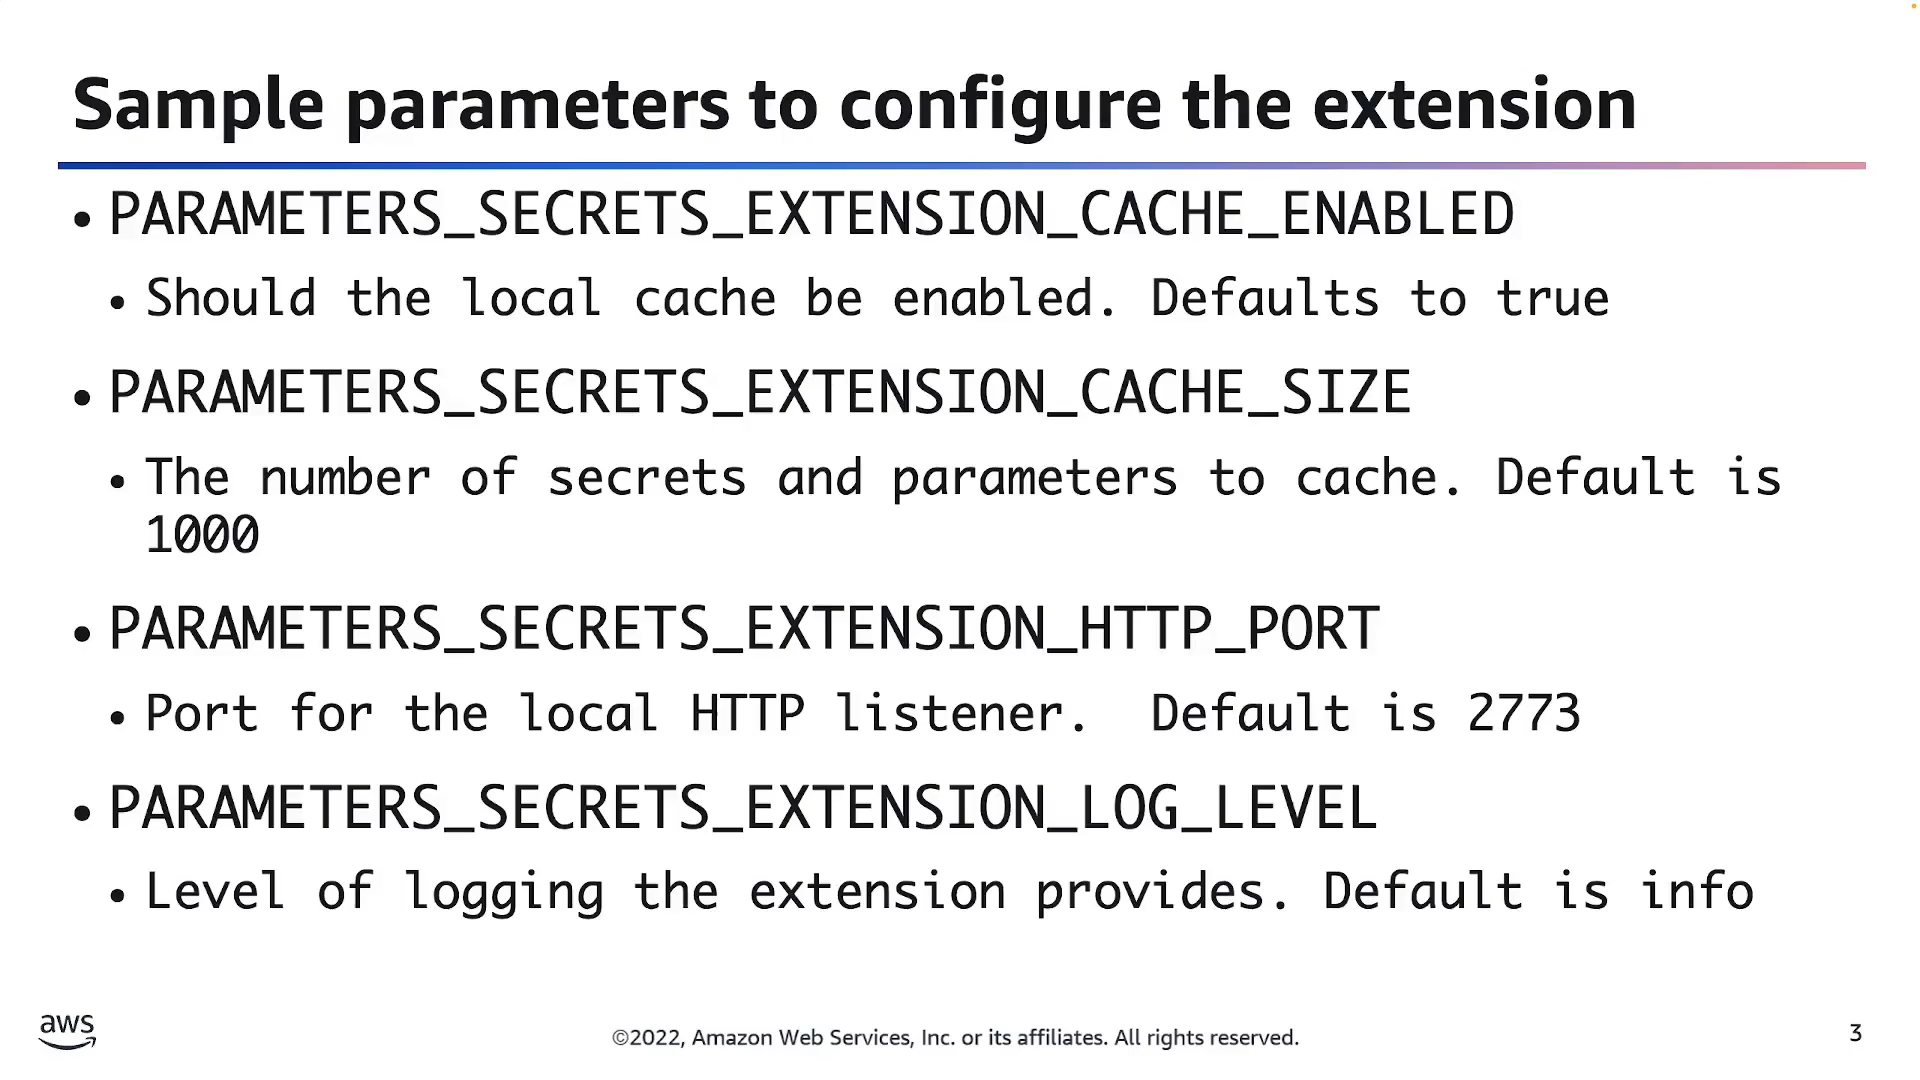 Sample parameters to configure the extension
• PARAMETERS_SECRETS_EXTENSION_CACHE_ENABLED
• Should the local cache be enabled. Defaults to true
• PARAMETERS_SECRETS_EXTENSION_CACHE_SIZE
• The number of secrets and parameters to cache. Default is
1000
• PARAMETERS_SECRETS_EXTENSION_HTTP_PORT
• Port for the local HTTP listener.  Default is 2773
• PARAMETERS_SECRETS_EXTENSION_LOG_LEVEL
• Level of logging the extension provides. Default is info
aws
©2022, Amazon Web Services, Inc. or its affiliates. All rights reserved.
3